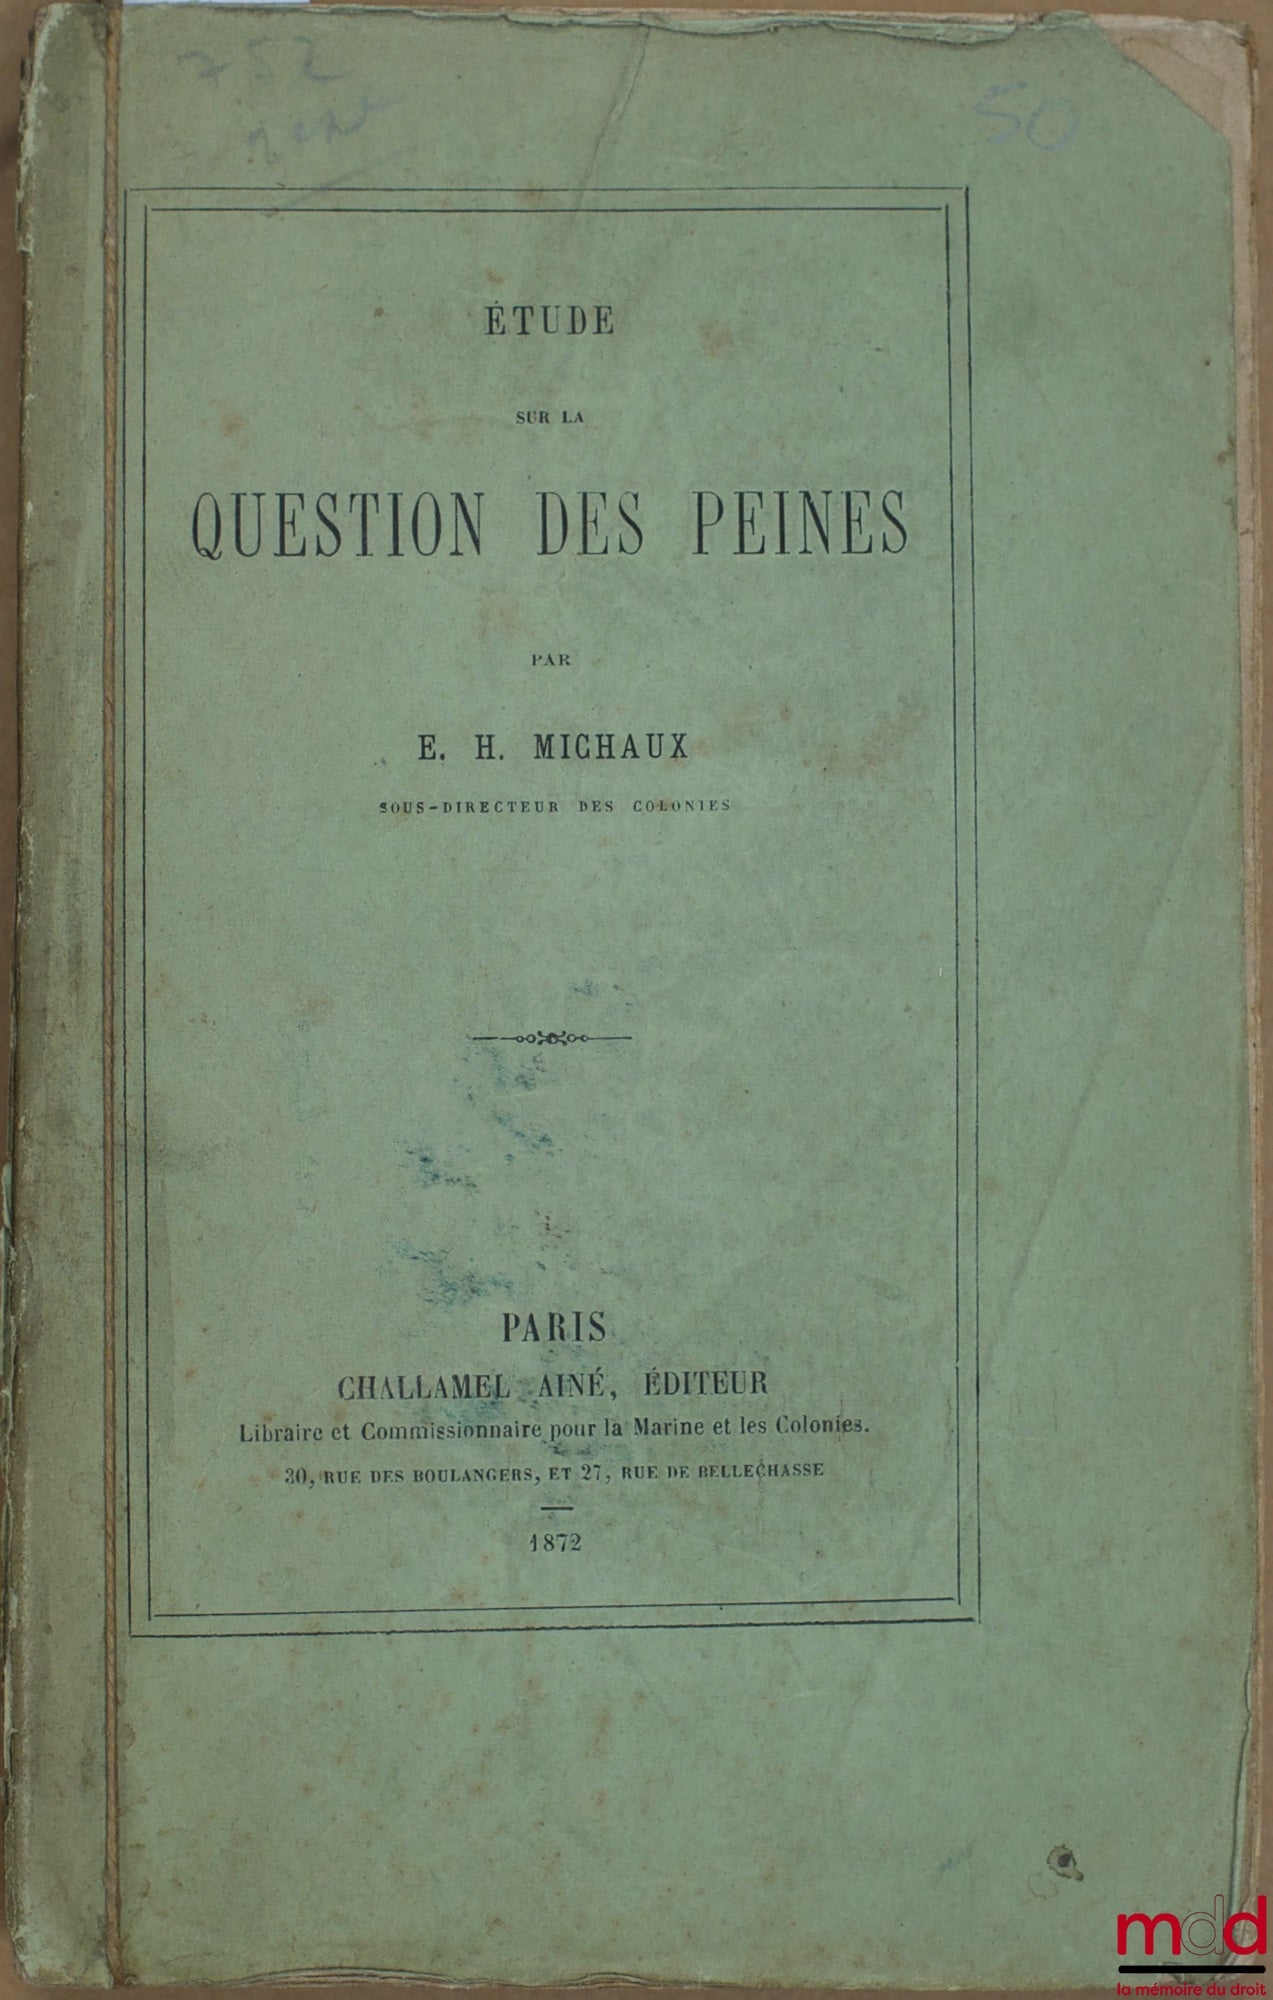 752
50
ÉTUDE
SUR LA
QUESTION DES PEINES
PAR
E. H. MICHAUX
SOUS-DIRECTEUR DES COLONIES
PARIS
CHALLAMEL AINÉ, ÉDITEUR
Libraire et Commissionnaire pour la Marine et les Colonies.
30, RUE DES BOULANGERS, ET 27, RUE DE BELLECHASSE
1872
mdd
la mémoire du droit